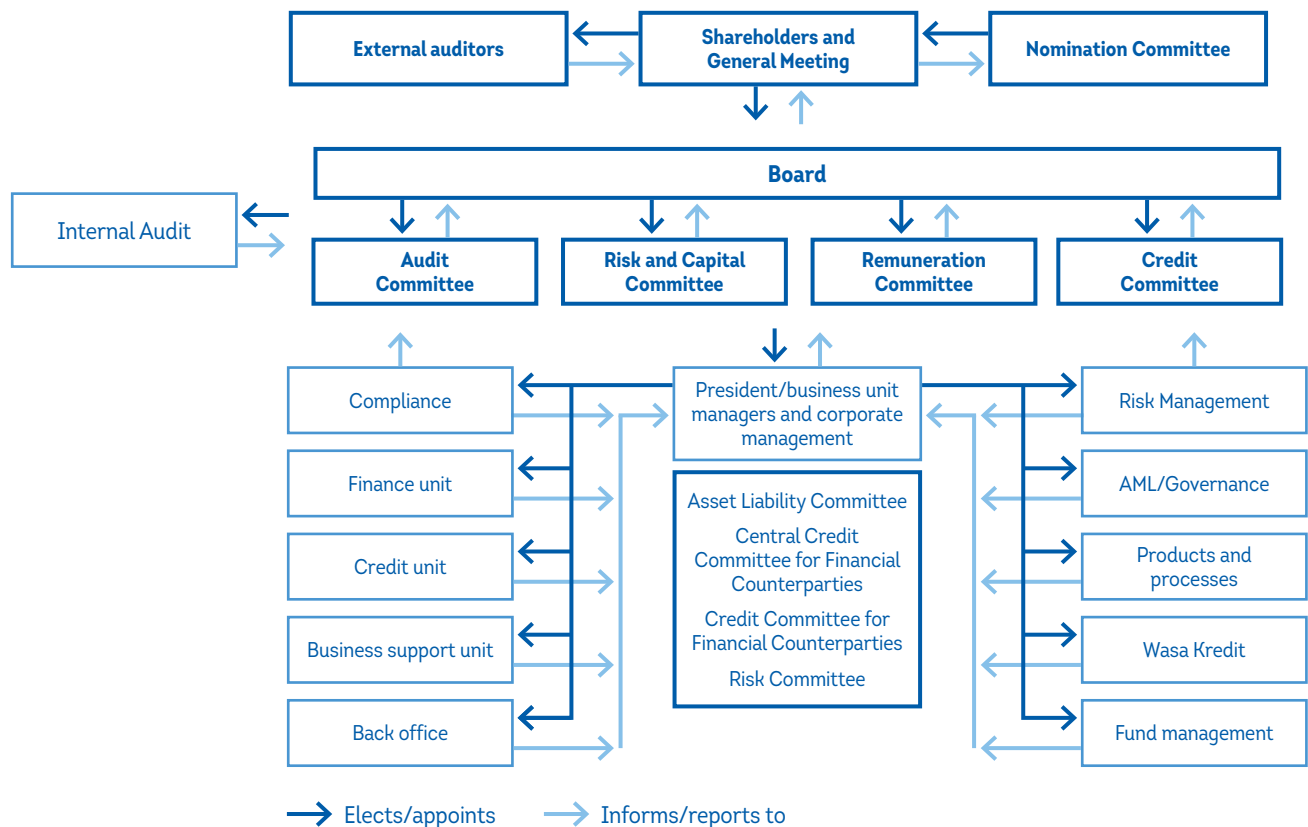 External auditors
Shareholders and
General Meeting
Nomination Committee
Board
Internal Audit
Audit
Committee
Risk and Capital
Committee
Remuneration
Committee
Credit
Committee
Compliance
President/business unit
managers and corporate
management
Risk Management
Finance unit
Asset Liability Committee
AML/Governance
Central Credit
Committee for Financial
Counterparties
Credit unit
Products and
processes
Credit Committee for
Financial Counterparties
Business support unit
Wasa Kredit
Risk Committee
Back office
Fund management
Elects/appoints
Informs/reports to